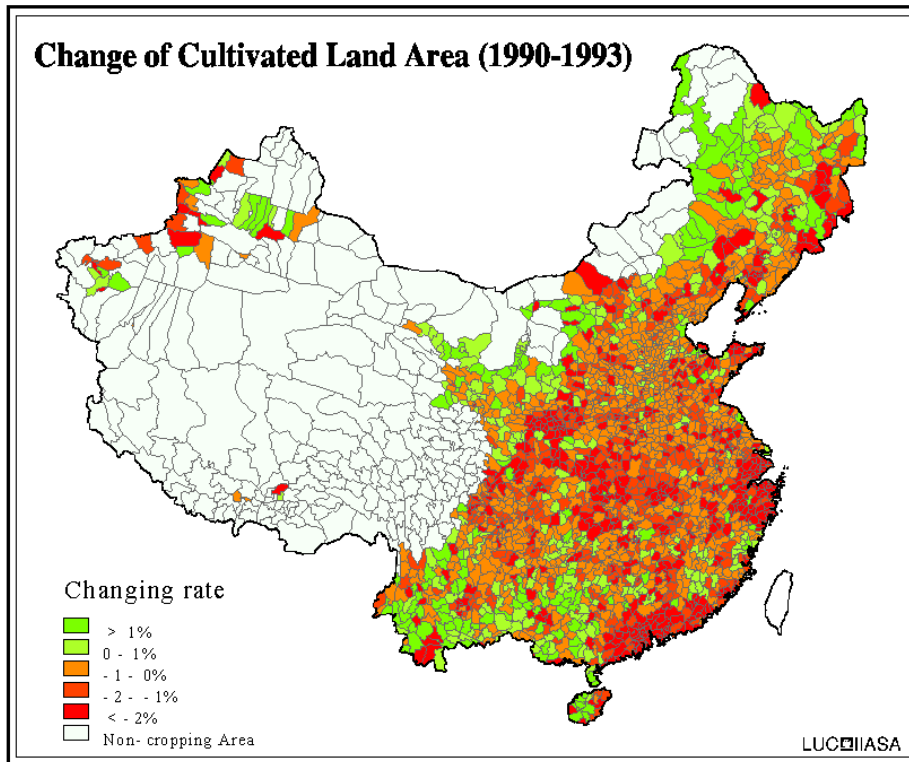 Change of Cultivated Land Area (1990-1993)
Changing rate
> 1%
0 - 1%
- 1 - 0%
- 2 - -1%
< - 2%
Non- cropping Area
LUC IIASA